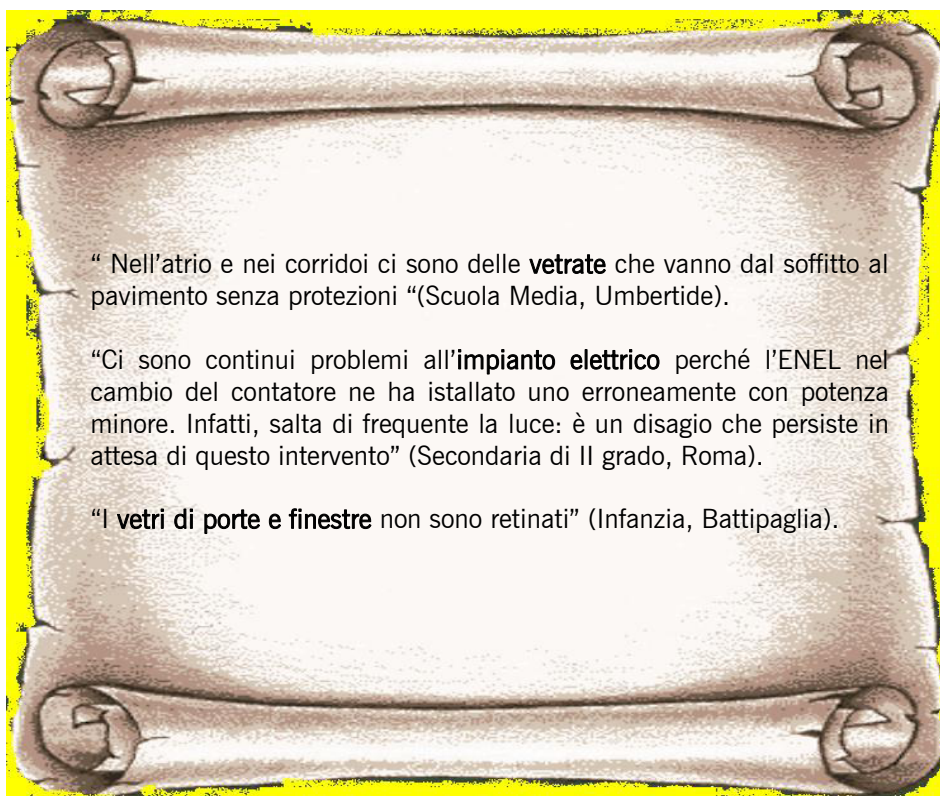 “ Nell’atrio e nei corridoi ci sono delle vetrate che vanno dal soffitto al
pavimento senza protezioni “(Scuola Media, Umbertide).
“Ci sono continui problemi all’impianto elettrico perché l’ENEL nel
cambio del contatore ne ha istallato uno erroneamente con potenza
minore. Infatti, salta di frequente la luce: è un disagio che persiste in
attesa di questo intervento” (Secondaria di II grado, Roma).
“I vetri di porte e finestre non sono retinati” (Infanzia, Battipaglia).